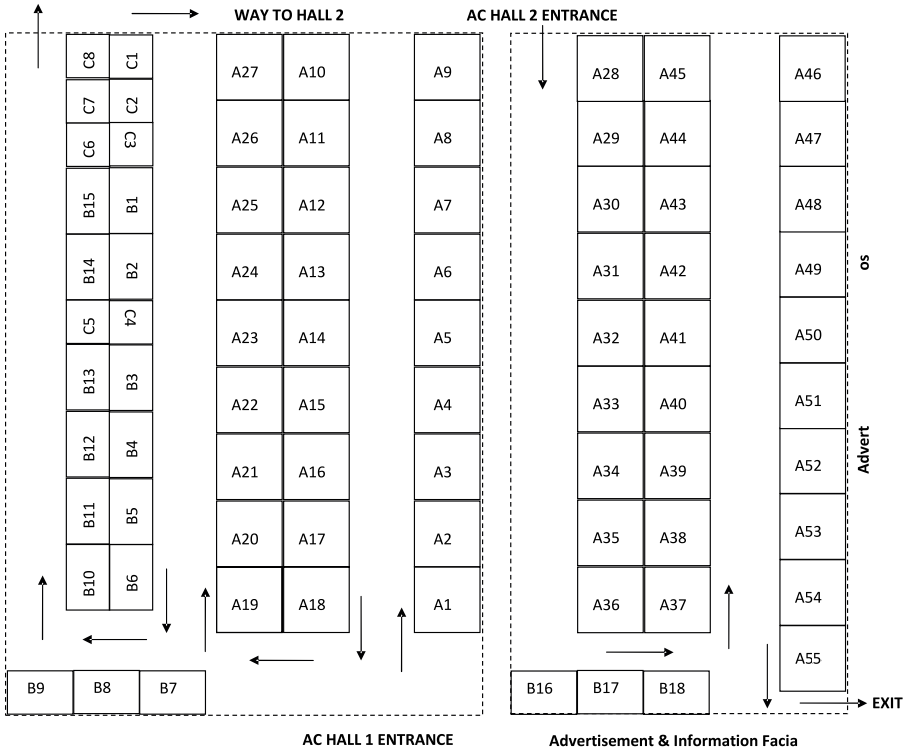 WAY TO HALL 2
AC HALL 2 ENTRANCE
C8 C1 A27 A10 A9 A28 A45 A46
C7 C2
C6 C3 A26 A11 A8 A29 A44 A47
B15 B1 A25 A12 A7 A30 A43 A48
B14 B2 A24 A13 A6 A31 A42 A49
os
C5 C4 A23 A14 A5 A32 A41 A50
B13 B3 A22 A15 A4 A33 A40 A51
Advert
B12 B4 A21 A16 A3 A34 A39 A52
B11 B5 A20 A17 A2 A35 A38 A53
B10 B6 A19 A18 A1 A36 A37 A54
A55
B9 B8 B7 B16 B17 B18
EXIT
AC HALL 1 ENTRANCE
Advertisement & Information Facia